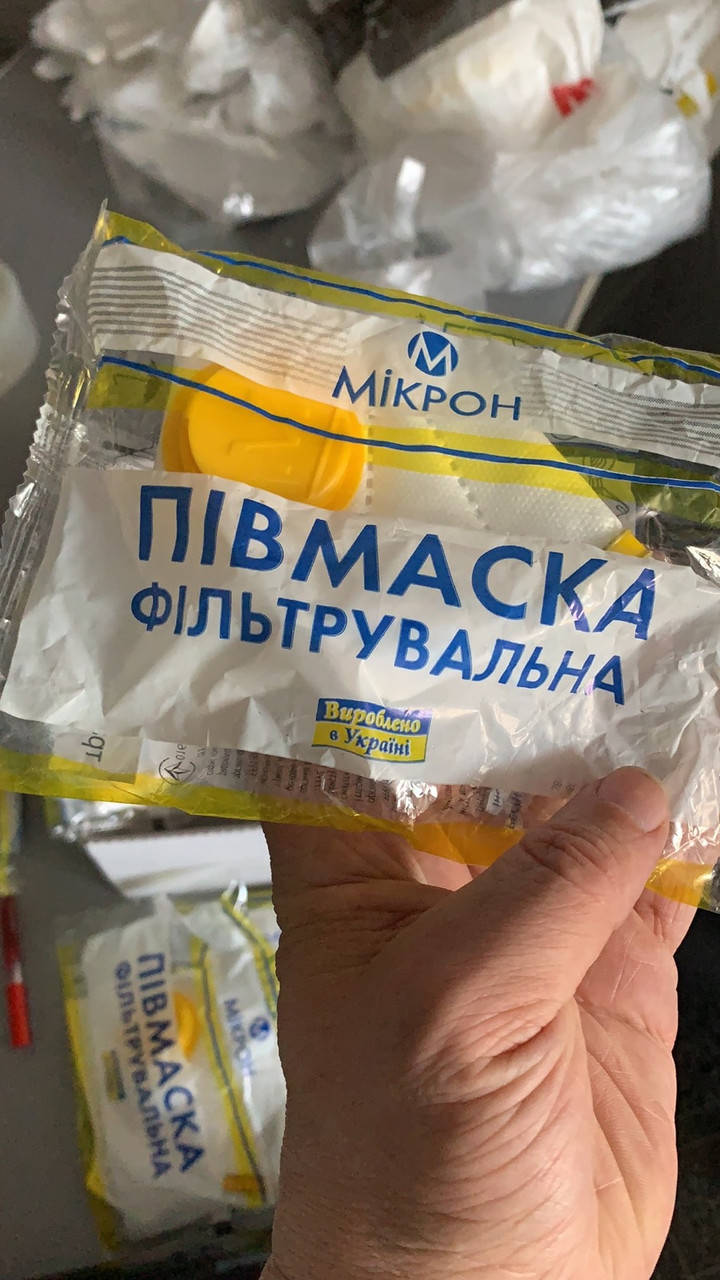 МІКРОН
ПІВМАСКА
ФІЛЬТРУВАЛЬНА
Вироблено
в Україні
ПІВМАСКА
ФІЛЬТРУВАЛЬНА
МІКРОН